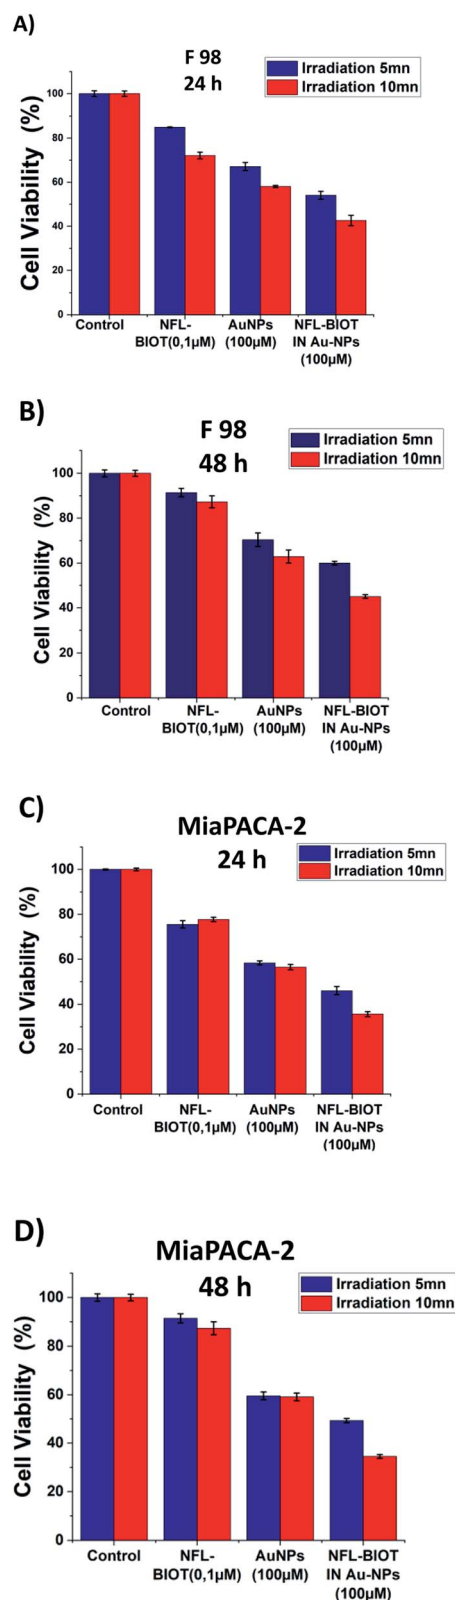 A)
F 98
24 h
Irradiation 5mn
Irradiation 10mn
Cell Viability (%)
100
80
60
40
20
0
Control
NFL-
BIOT(0,1µM)
AuNPs
(100µM)
NFL-BIOT
IN Au-NPs
(100µM)
B)
F 98
48 h
Irradiation 5mn
Irradiation 10mn
Cell Viability (%)
100
80
60
40
20
0
Control
NFL-
BIOT(0,1µM)
AuNPs
(100µM)
NFL-BIOT
IN Au-NPs
(100µM)
C)
MiaPACA-2
24 h
Irradiation 5mn
Irradiation 10mn
Cell Viability (%)
100
80
60
40
20
0
Control
NFL-
BIOT(0,1µM)
AuNPs
(100µM)
NFL-BIOT
IN Au-NPs
(100µM)
D)
MiaPACA-2
48 h
Irradiation 5mn
Irradiation 10mn
Cell Viability (%)
100
80
60
40
20
0
Control
NFL-
BIOT(0,1µM)
AuNPs
(100µM)
NFL-BIOT
IN Au-NPs
(100µM)